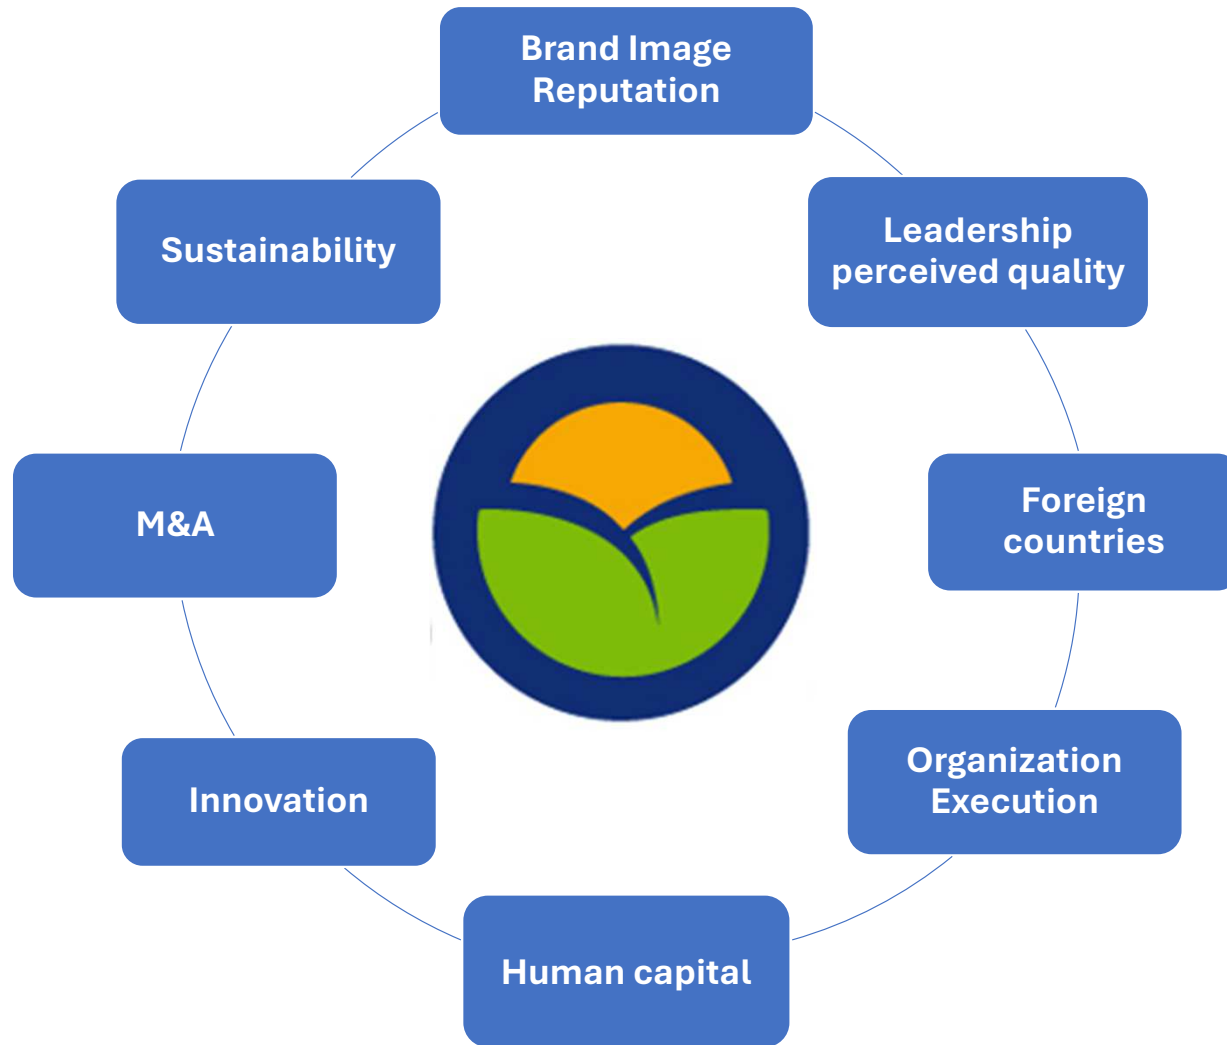 Brand Image
Reputation
Leadership
perceived quality
Foreign
countries
Organization
Execution
Human capital
Innovation
M&A
Sustainability